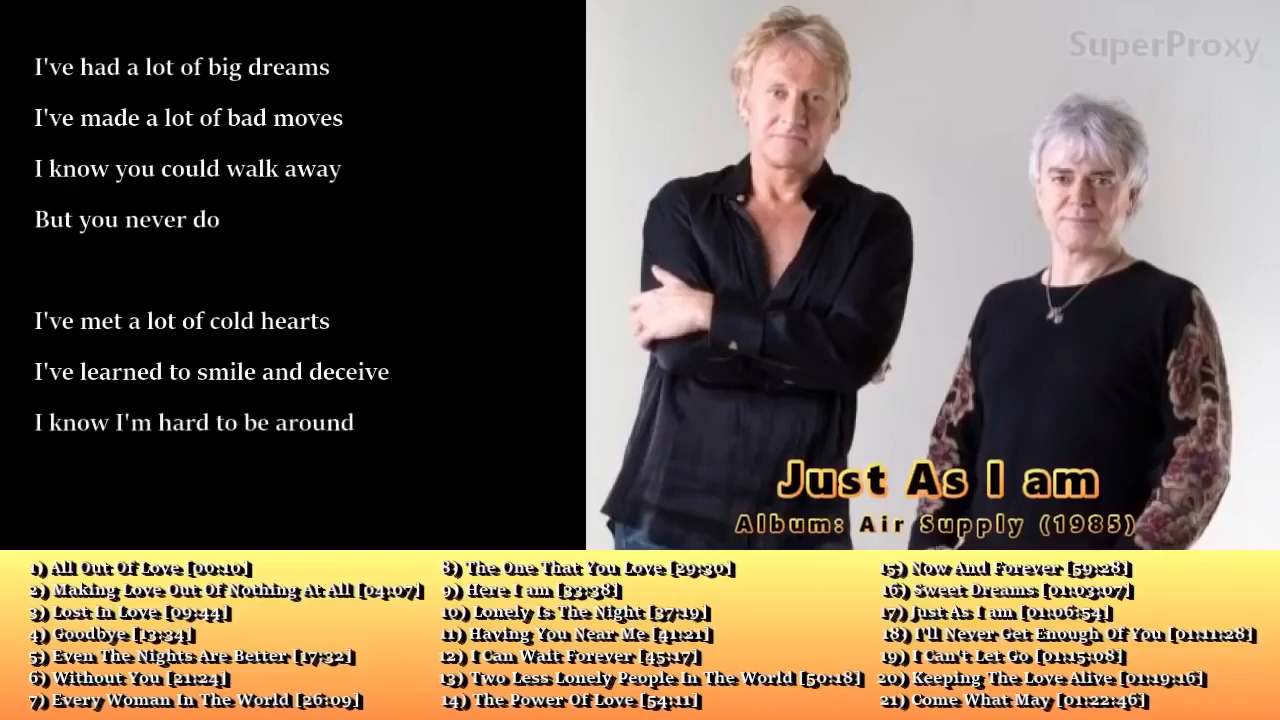 I've had a lot of big dreams
I've made a lot of bad moves
I know you could walk away
But you never do
I've met a lot of cold hearts
I've learned to smile and deceive
I know I'm hard to be around
SuperProxy
Just As I am
Album: Air Supply (1985)
1) All Out Of Love [00:10]
2) Making Love Out Of Nothing At All [04:07]
3) Lost In Love [09:44]
4) Goodbye [13:34]
5) Even The Nights Are Better [17:32]
6) Without You [21:24]
7) Every Woman In The World [26:09]
8) The One That You Love [29:30]
9) Here I am [33:38]
10) Lonely Is The Night [37:19]
11) Having You Near Me [41:21]
12) I Can Wait Forever [45:17]
13) Two Less Lonely People In The World [50:18]
14) The Power Of Love [54:11]
15) Now And Forever [59:28]
16) Sweet Dreams [01:03:07]
17) Just As I am [01:06:54]
18) I'll Never Get Enough Of You [01:11:28]
19) I Can't Let Go [01:15:08]
20) Keeping The Love Alive [01:19:16]
21) Come What May [01:22:46]